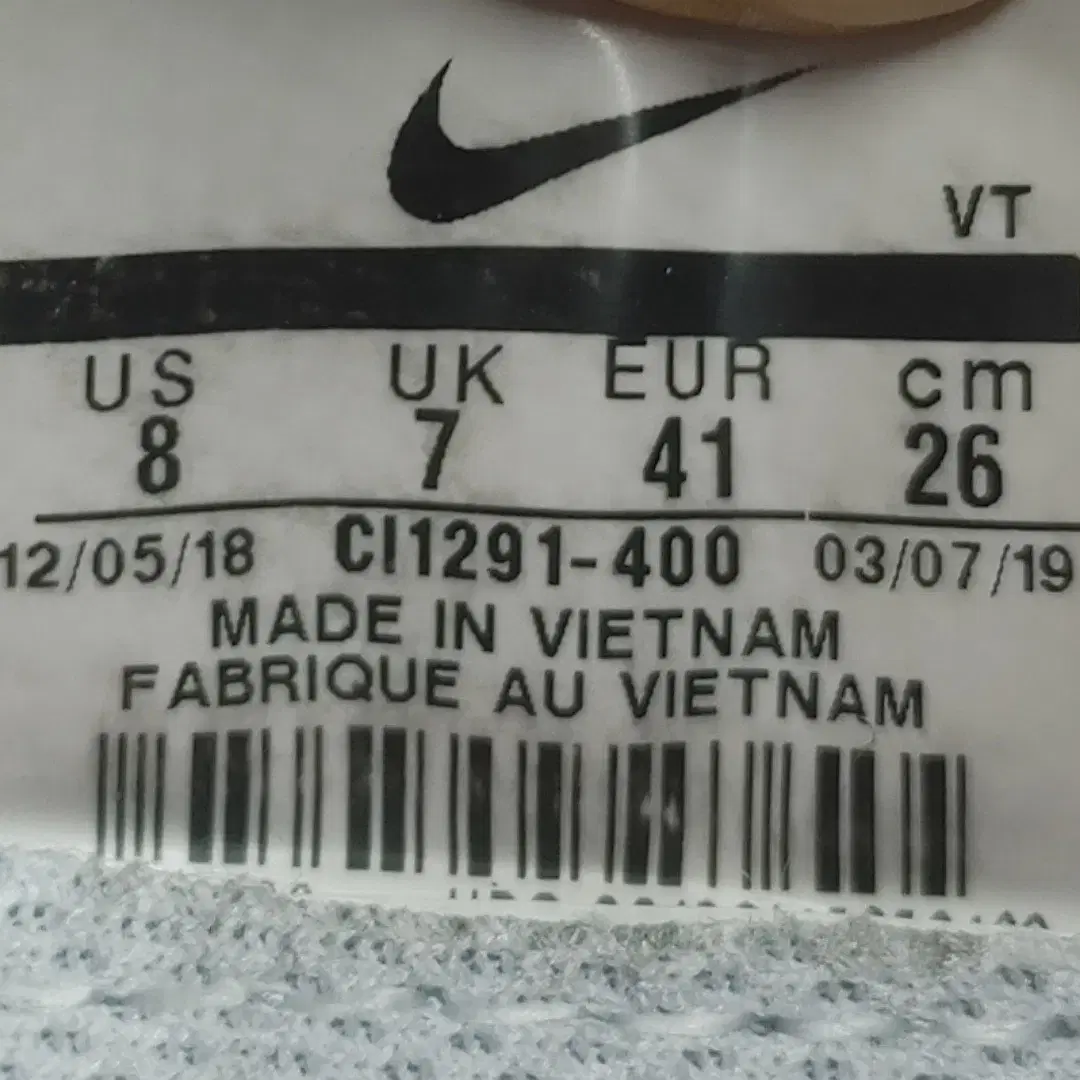 VT
US UK EUR cm
8 7 41 26
12/05/18 CI1291-400 03/07/19
MADE IN VIETNAM
FABRIQUE AU VIETNAM